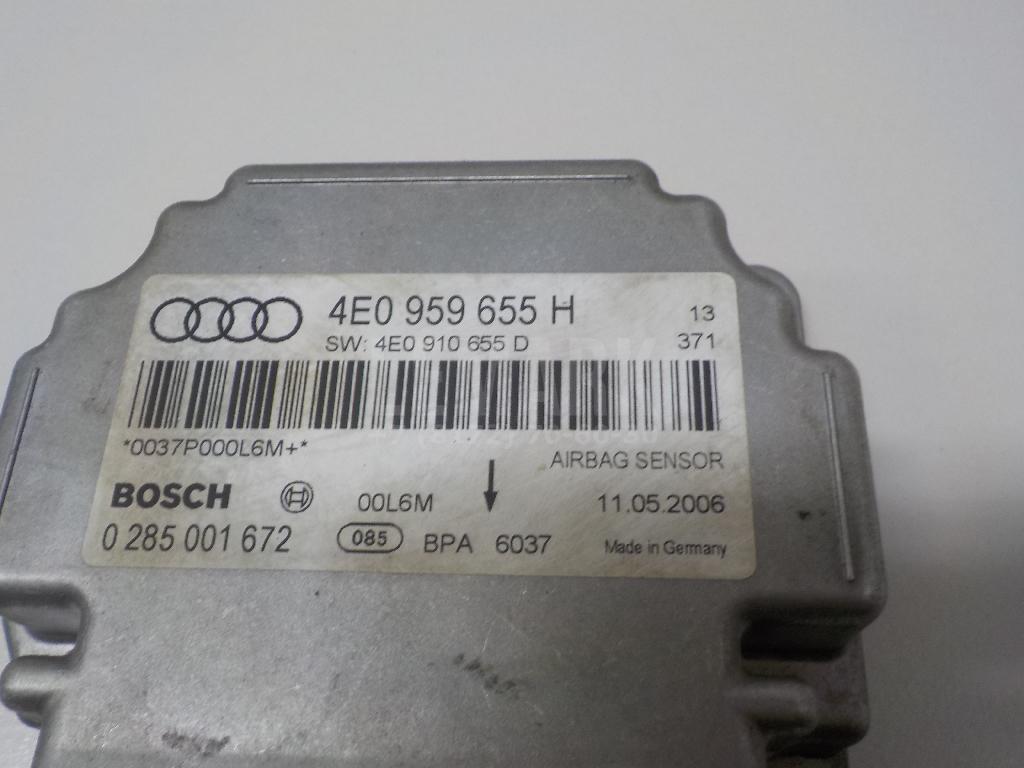 4E0 959 655 H 13
SW: 4E0 910 655 D 371
*0037P000L6M+*
AIRBAG SENSOR
BOSCH 00L6M 11.05.2006
0 285 001 672 085 BPA 6037 Made in Germany